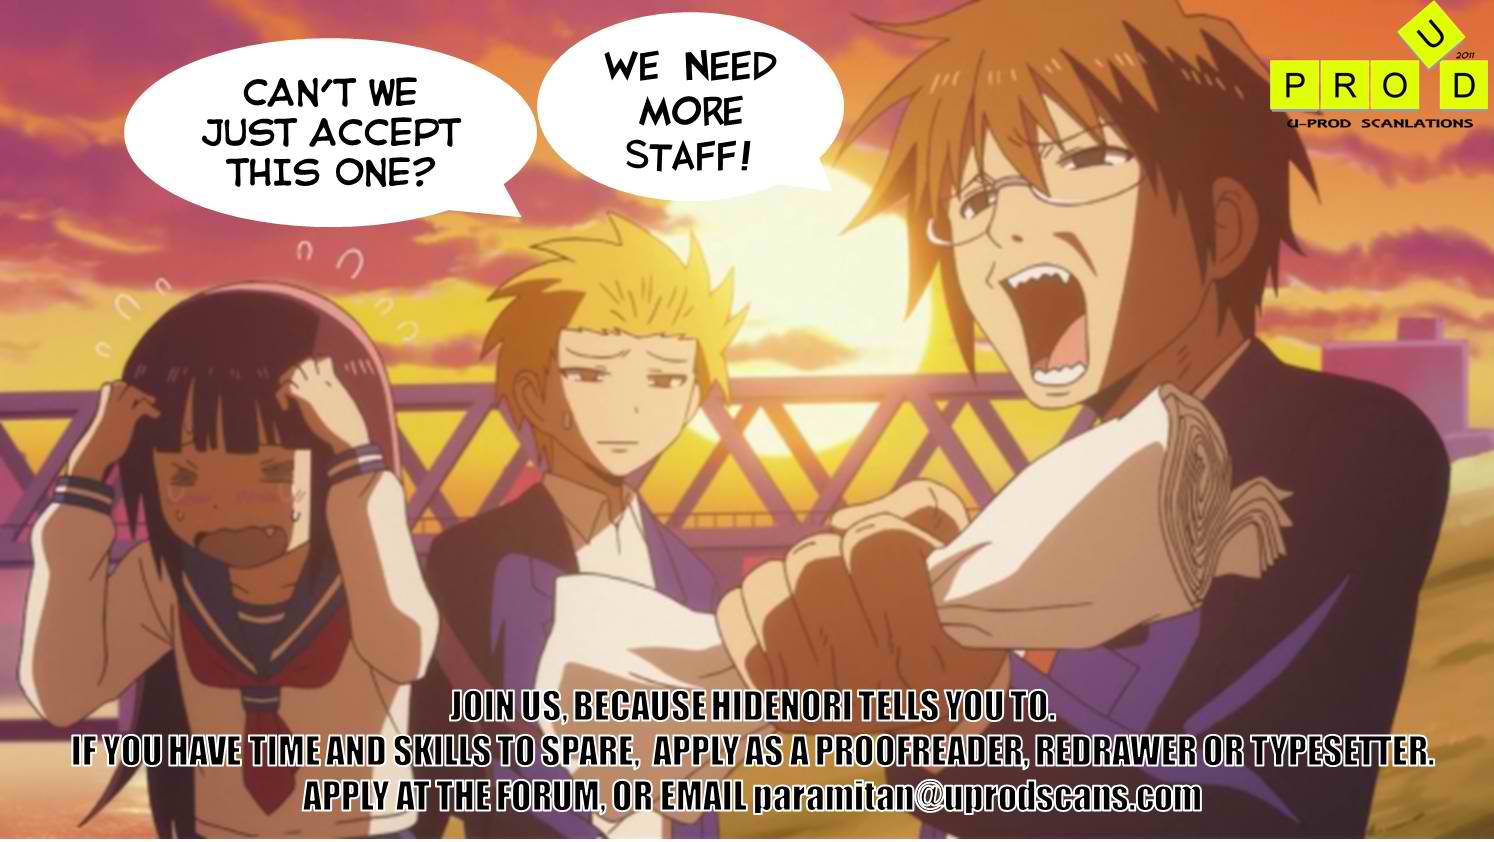 CAN'T WE
JUST ACCEPT
THIS ONE?
WE NEED
MORE
STAFF!
U
2011
PROD
U-PROD SCANLATIONS
JOIN US, BECAUSE HIDENORI TELLS YOU TO.
IF YOU HAVE TIME AND SKILLS TO SPARE, APPLY AS A PROOFREADER, REDRAWER OR TYPESETTER.
APPLY AT THE FORUM, OR EMAIL paramitan@uprodscans.com